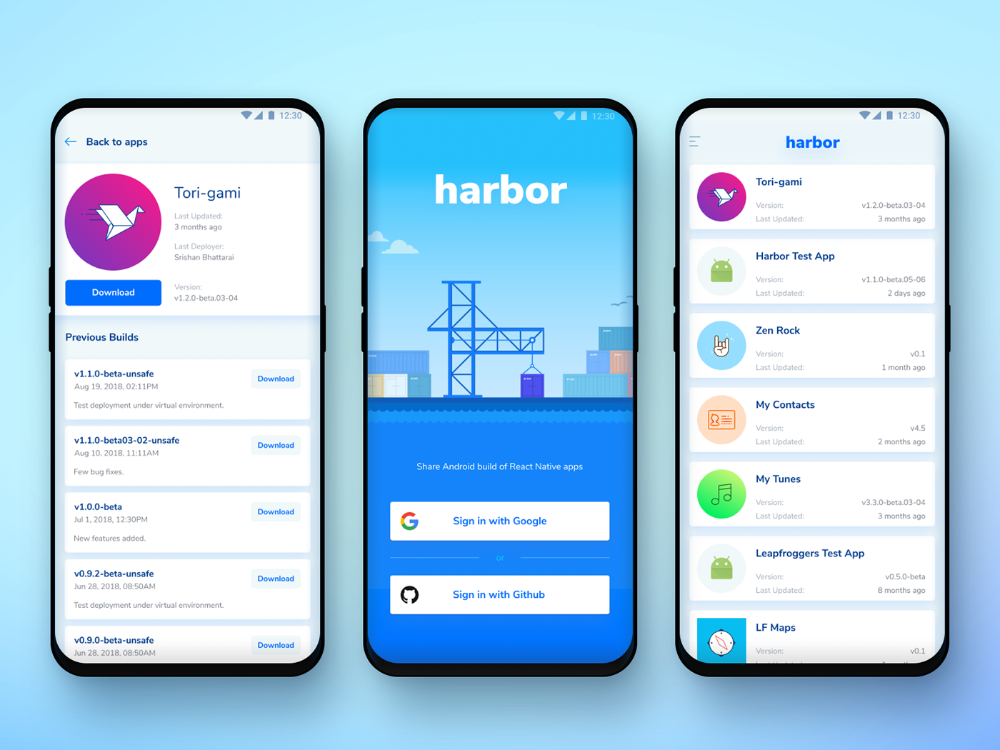 12:30
Back to apps
Tori-gami
Last Updated:
3 months ago
Last Deployer:
Srishan Bhattarai
Download
Version:
v1.2.0-beta.03-04
Previous Builds
v1.1.0-beta-unsafe
Download
Aug 19, 2018, 02:11PM
Test deployment under virtual environment.
v1.1.0-beta03-02-unsafe
Download
Aug 10, 2018, 11:11AM
Few bug fixes.
v1.0.0-beta
Download
Jul 1, 2018, 12:30PM
New features added.
v0.9.2-beta-unsafe
Download
Jun 28, 2018, 08:50AM
Test deployment under virtual environment.
v0.9.0-beta-unsafe
Download
Jun 28, 2018, 08:50AM
12:30
harbor
Share Android build of React Native apps
Sign in with Google
or
Sign in with Github
12:30
harbor
Tori-gami
Version: v1.2.0-beta.03-04
Last Updated: 3 months ago
Harbor Test App
Version: v1.1.0-beta.05-06
Last Updated: 2 days ago
Zen Rock
Version: v0.1
Last Updated: 1 month ago
My Contacts
Version: v4.5
Last Updated: 2 months ago
My Tunes
Version: v3.3.0-beta.03-04
Last Updated: 3 months ago
Leapfroggers Test App
Version: v0.5.0-beta
Last Updated: 8 months ago
LF Maps
Version: v0.1